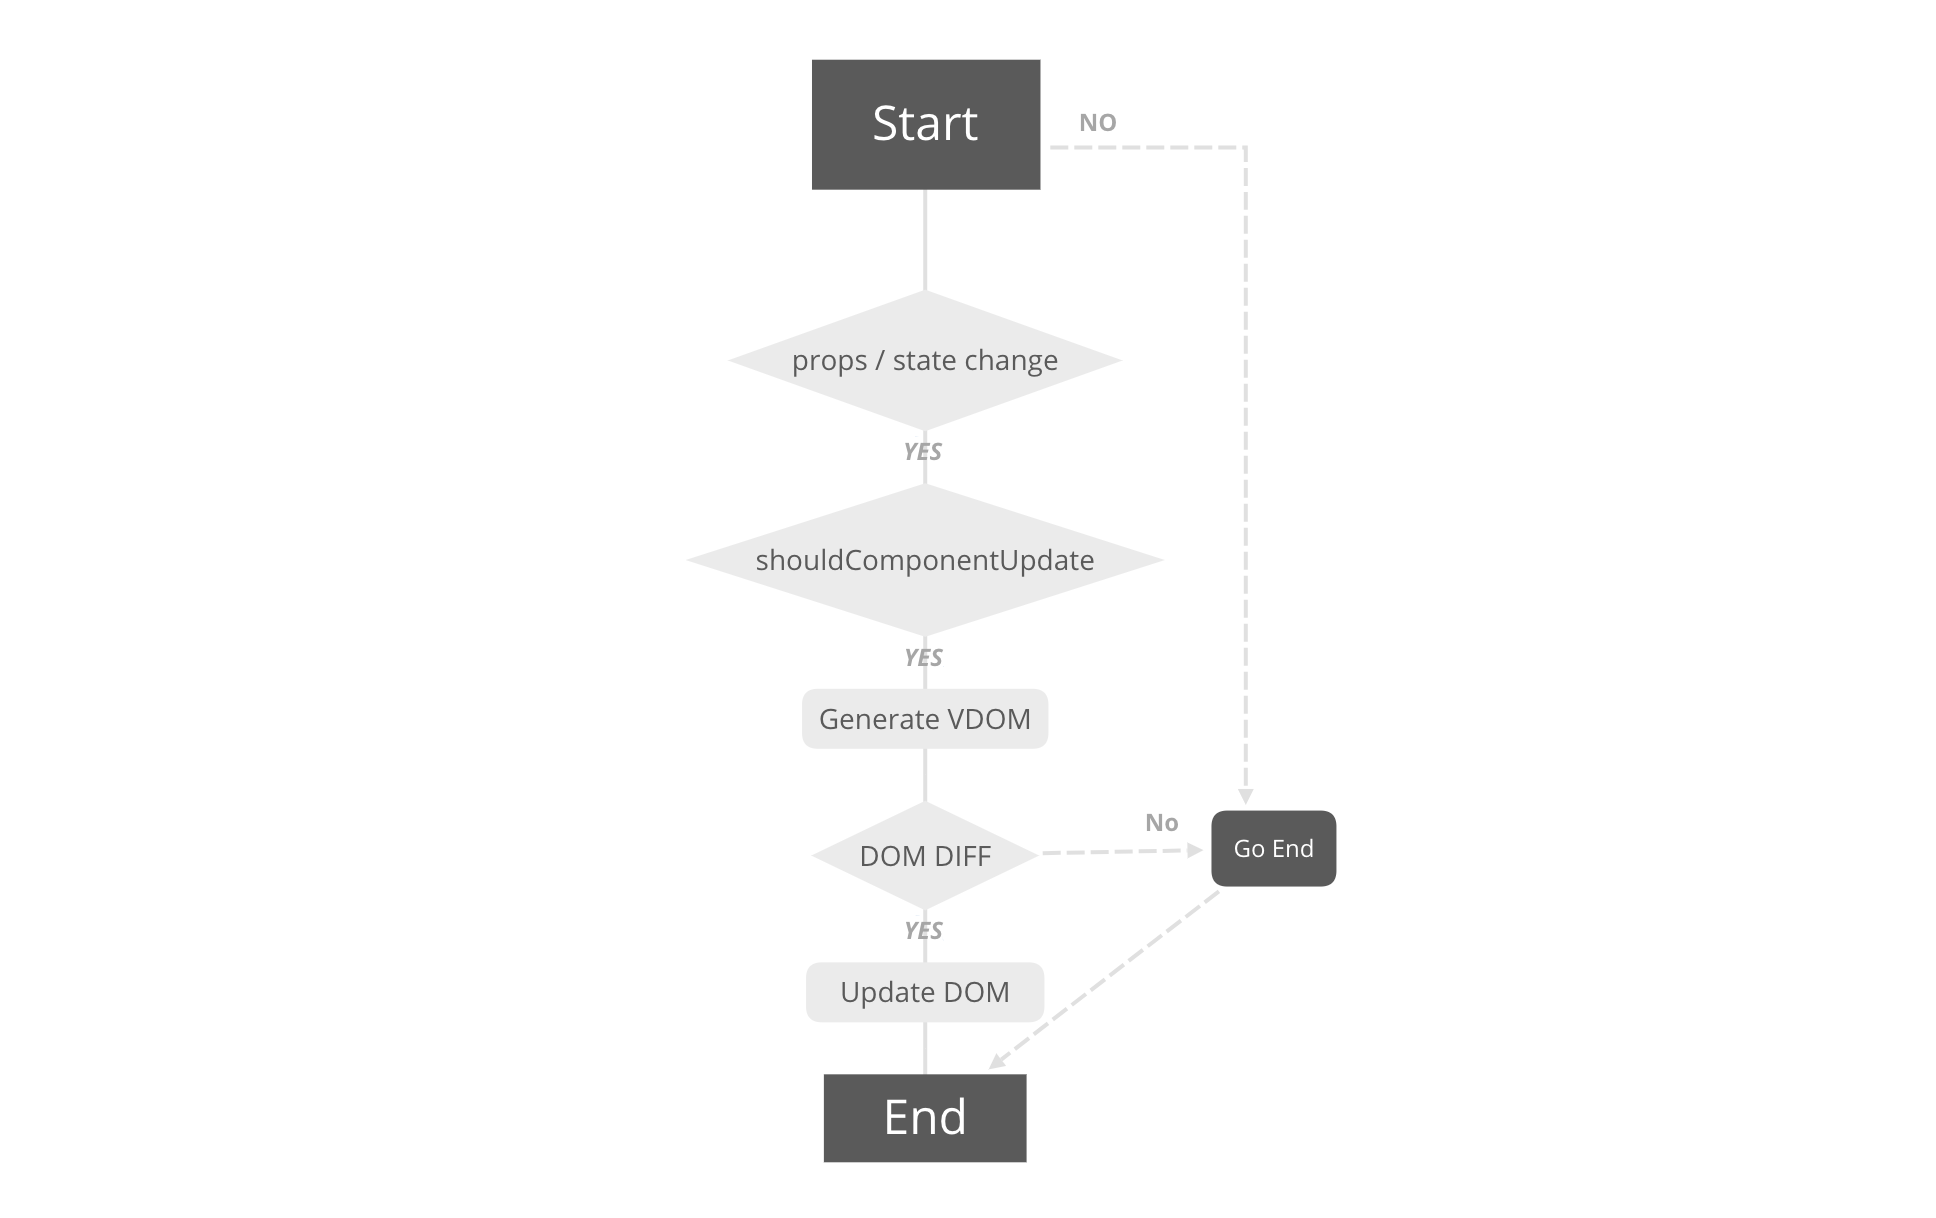 Start
NO
props / state change
YES
shouldComponentUpdate
YES
Generate VDOM
No
DOM DIFF
Go End
YES
Update DOM
End